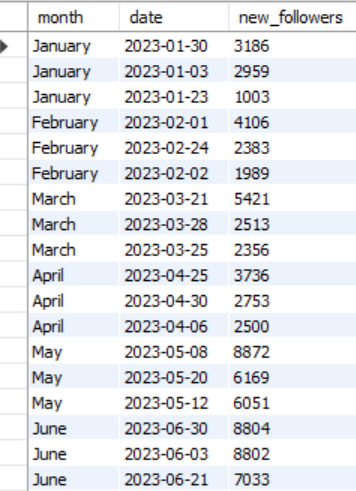 month date new_followers
January 2023-01-30 3186
January 2023-01-03 2959
January 2023-01-23 1003
February 2023-02-01 4106
February 2023-02-24 2383
February 2023-02-02 1989
March 2023-03-21 5421
March 2023-03-28 2513
March 2023-03-25 2356
April 2023-04-25 3736
April 2023-04-30 2753
April 2023-04-06 2500
May 2023-05-08 8872
May 2023-05-20 6169
May 2023-05-12 6051
June 2023-06-30 8804
June 2023-06-03 8802
June 2023-06-21 7033